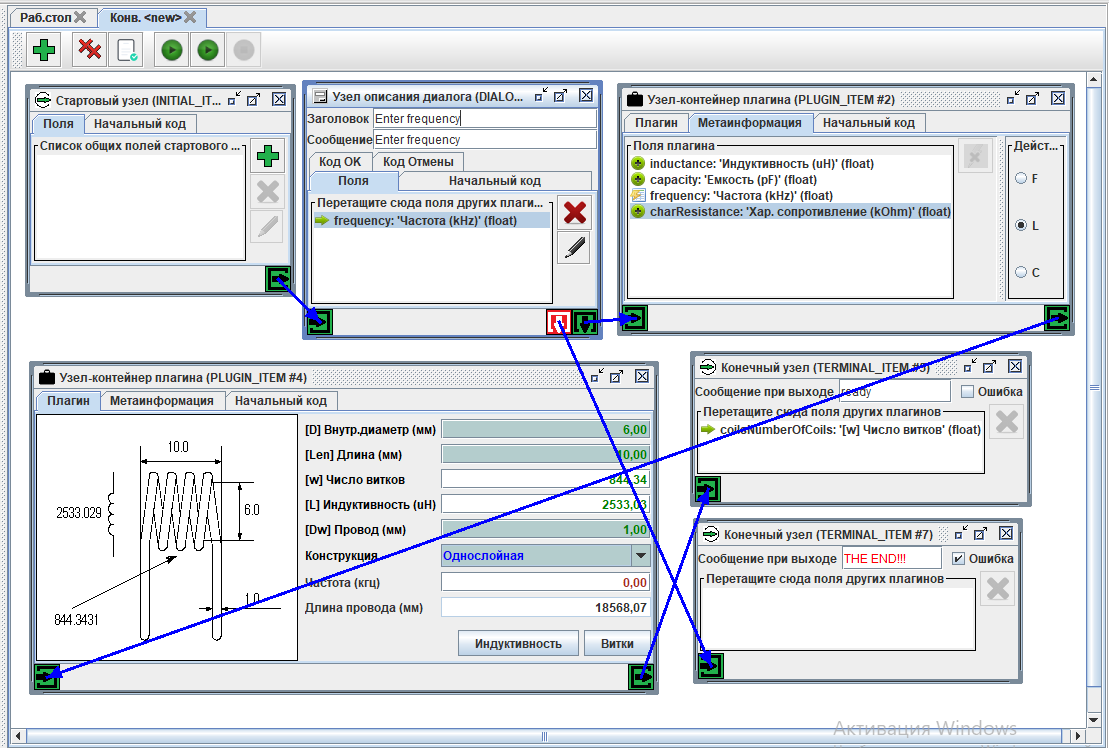 Раб.стол
Конв. <new>
Стартовый узел (INITIAL_IT...
Поля
Начальный код
Список общих полей стартового ...
Узел описания диалога (DIALO...
Заголовок Enter frequency
Сообщение Enter frequency
Код ОК
Код Отмены
Поля
Начальный код
Перетащите сюда поля других плаги...
frequency: 'Частота (kHz)' (float)
Узел-контейнер плагина (PLUGIN_ITEM #2)
Плагин
Метаинформация
Начальный код
Поля плагина
inductance: 'Индуктивность (uH)' (float)
capacity: 'Емкость (pF)' (float)
frequency: 'Частота (kHz)' (float)
charResistance: 'Хар. сопротивление (kOhm)' (float)
Дейст...
F
L
C
Узел-контейнер плагина (PLUGIN_ITEM #4)
Плагин
Метаинформация
Начальный код
10.0
2533.029
6.0
1.0
844.3431
[D] Внутр.диаметр (мм) 6,00
[Len] Длина (мм) 10,00
[w] Число витков 844,34
[L] Индуктивность (uH) 2533,03
[Dw] Провод (мм) 1,00
Конструкция Однослойная
Частота (кгц) 0,00
Длина провода (мм) 18568,07
Индуктивность
Витки
Конечный узел (TERMINAL_ITEM #5)
Сообщение при выходе ready Ошибка
Перетащите сюда поля других плагинов
coilsNumberOfCoils: '[w] Число витков' (float)
Конечный узел (TERMINAL_ITEM #7)
Сообщение при выходе THE END!!! Ошибка
Перетащите сюда поля других плагинов
Активация Windows